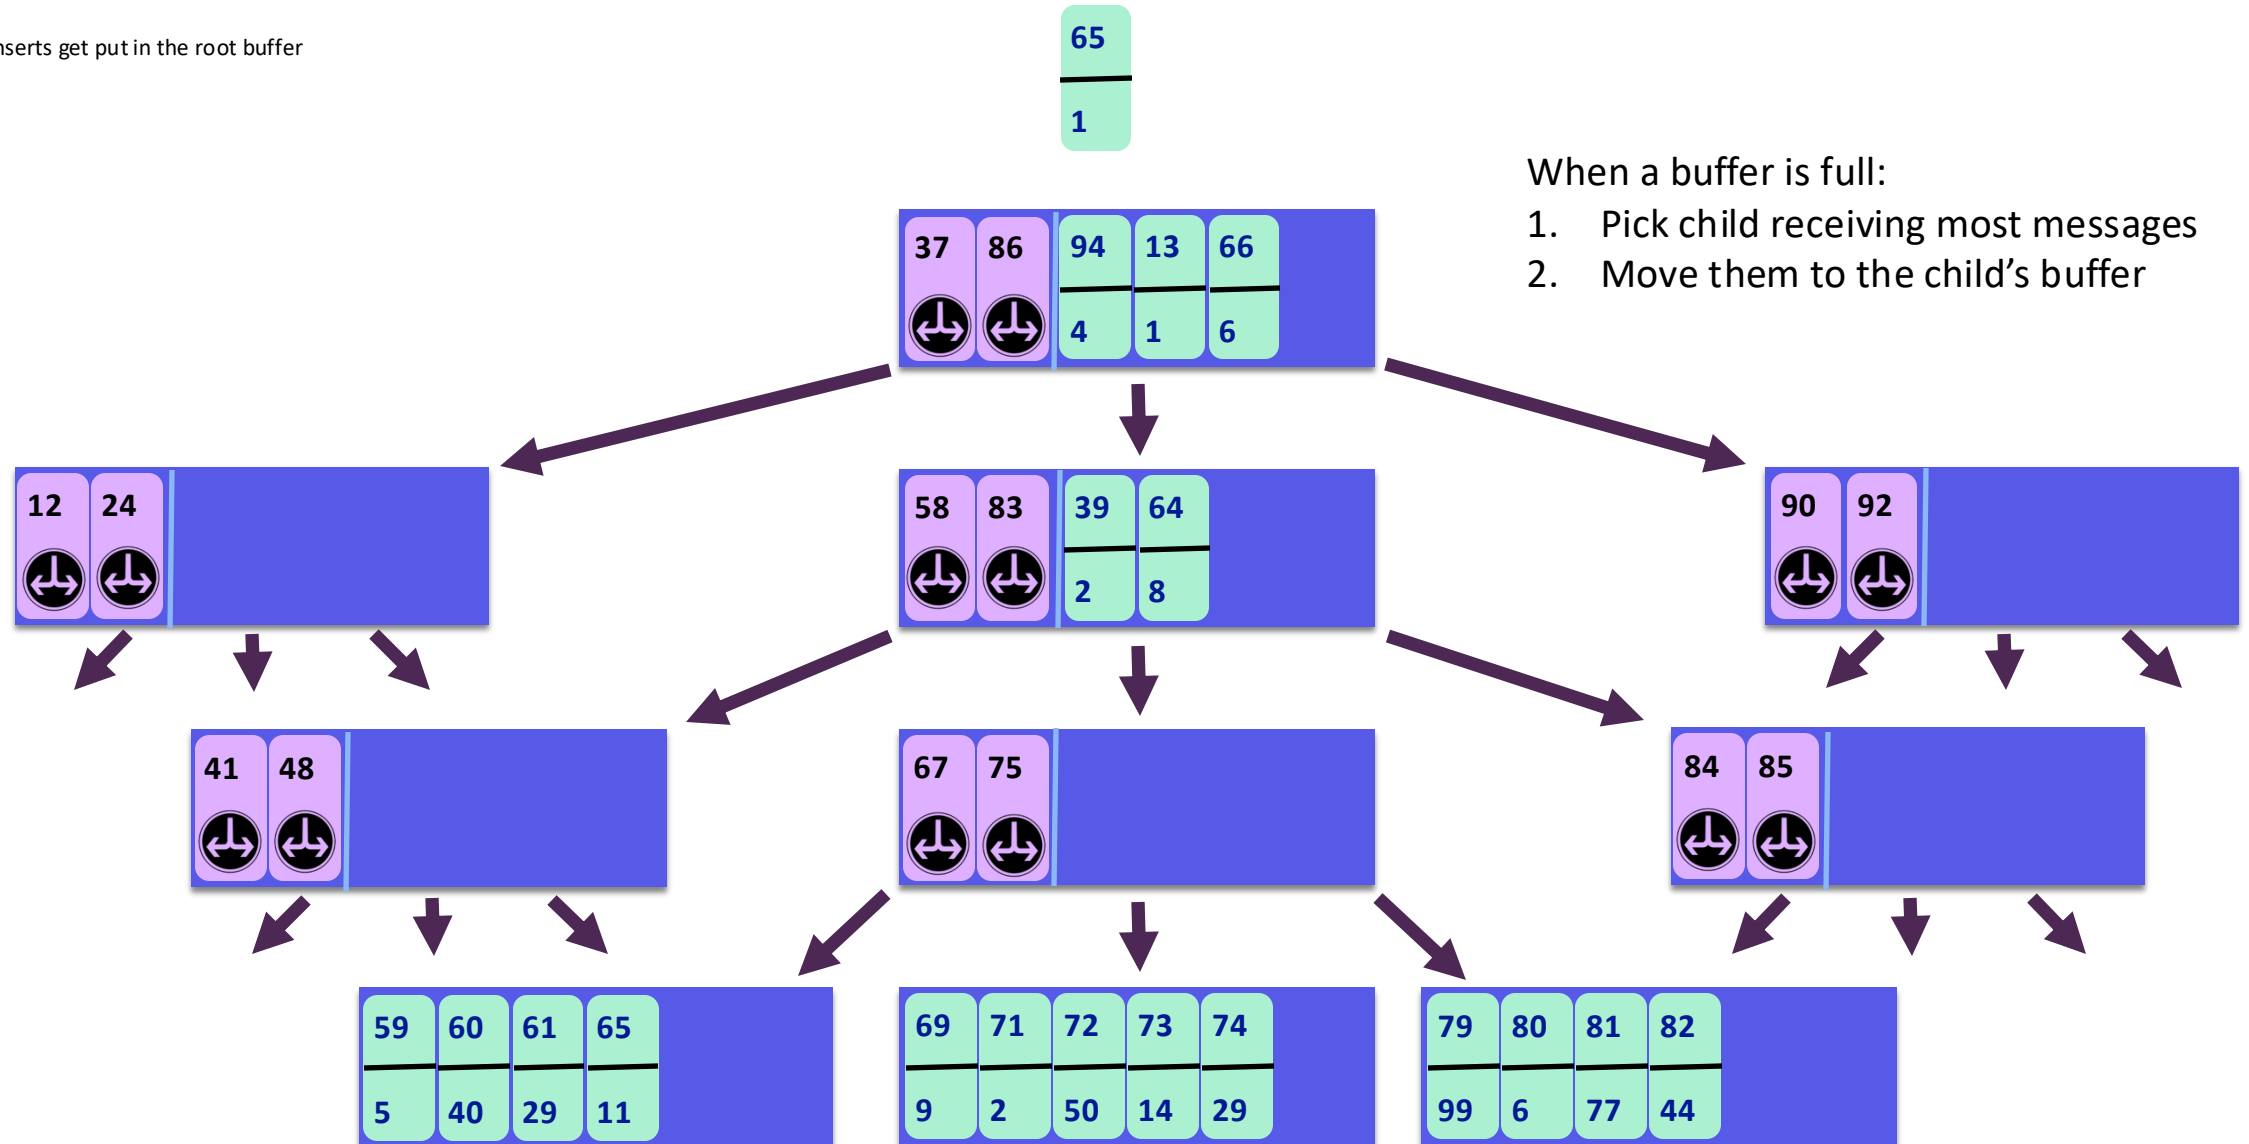 nserts get put in the root buffer
65
1
When a buffer is full:
1. Pick child receiving most messages
2. Move them to the child's buffer
37 86 94 13 66
4 1 6
12 24
58 83 39 64
2 8
90 92
41 48
67 75
84 85
59 60 61 65
5 40 29 11
69 71 72 73 74
9 2 50 14 29
79 80 81 82
99 6 77 44